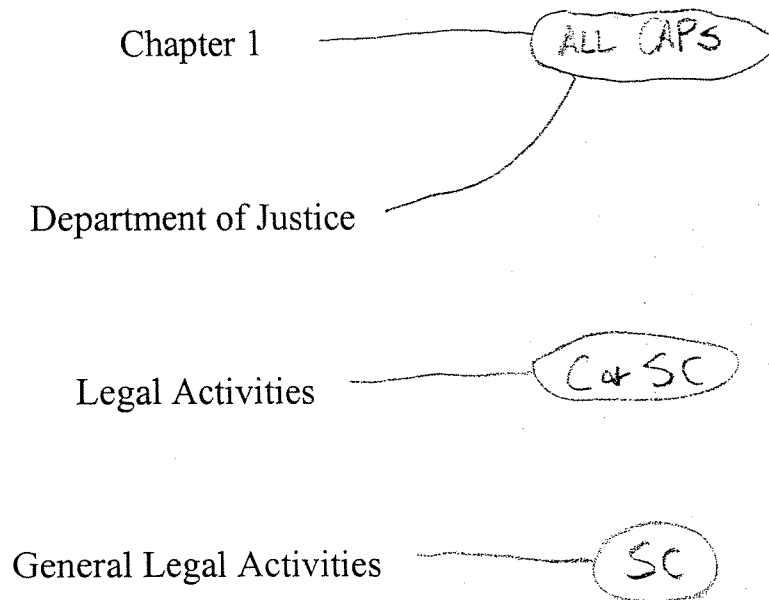 Chapter 1 ALL CAPS
Department of Justice
Legal Activities C & SC
General Legal Activities SC